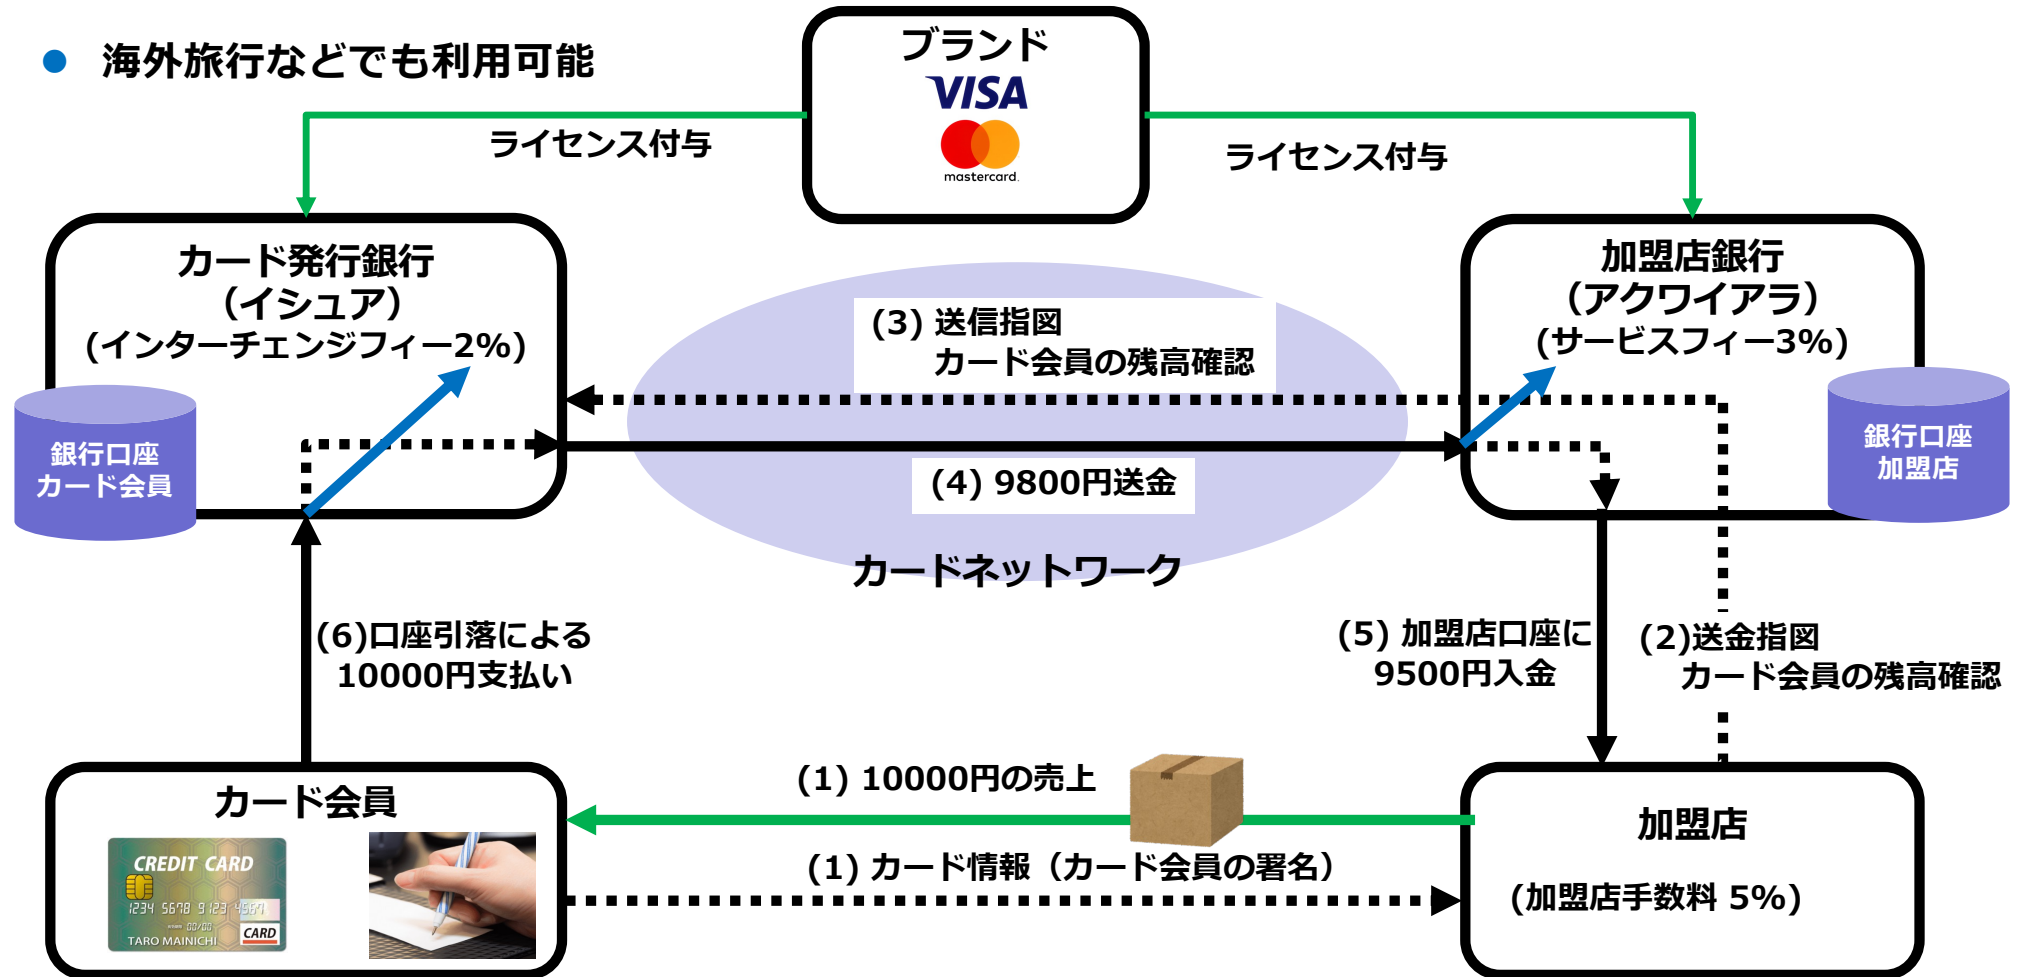 海外旅行などでも利用可能
ブランド
VISA
mastercard.
ライセンス付与
ライセンス付与
カード発行銀行
（イシュア）
(インターチェンジフィー2%)
加盟店銀行
（アクワイアラ）
(サービスフィー3%)
(3) 送信指図
カード会員の残高確認
銀行口座
カード会員
銀行口座
加盟店
(4) 9800円送金
カードネットワーク
(6)口座引落による
10000円支払い
(5) 加盟店口座に
9500円入金
(2)送金指図
カード会員の残高確認
(1) 10000円の売上
カード会員
CREDIT CARD
1234 5678 9123 4567
00/00
TARO MAINICHI
CARD
(1) カード情報（カード会員の署名）
加盟店
(加盟店手数料 5%)